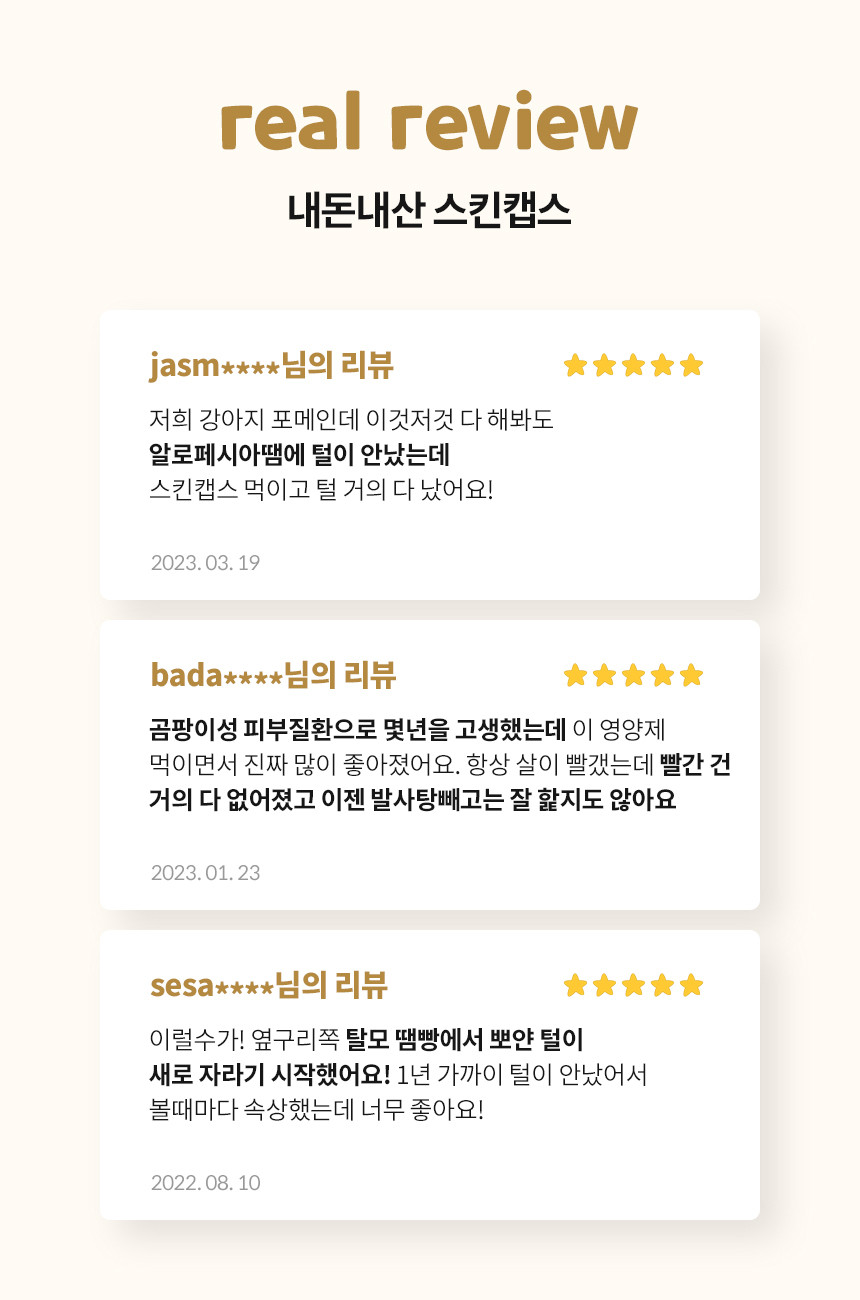 real review
내돈내산 스킨캡스
jasm****님의 리뷰
저희 강아지 포메인데 이것저것 다 해봐도
알로페시아땜에 털이 안났는데
스킨캡스 먹이고 털 거의 다 났어요!
2023. 03. 19
bada****님의 리뷰
곰팡이성 피부질환으로 몇년을 고생했는데 이 영양제
먹이면서 진짜 많이 좋아졌어요. 항상 살이 빨갰는데 빨간 건
거의 다 없어졌고 이젠 발사탕빼고는 잘 핥지도 않아요
2023. 01. 23
sesa****님의 리뷰
이럴수가! 옆구리쪽 탈모 땜빵에서 뽀얀 털이
새로 자라기 시작했어요! 1년 가까이 털이 안났어서
볼때마다 속상했는데 너무 좋아요!
2022. 08. 10